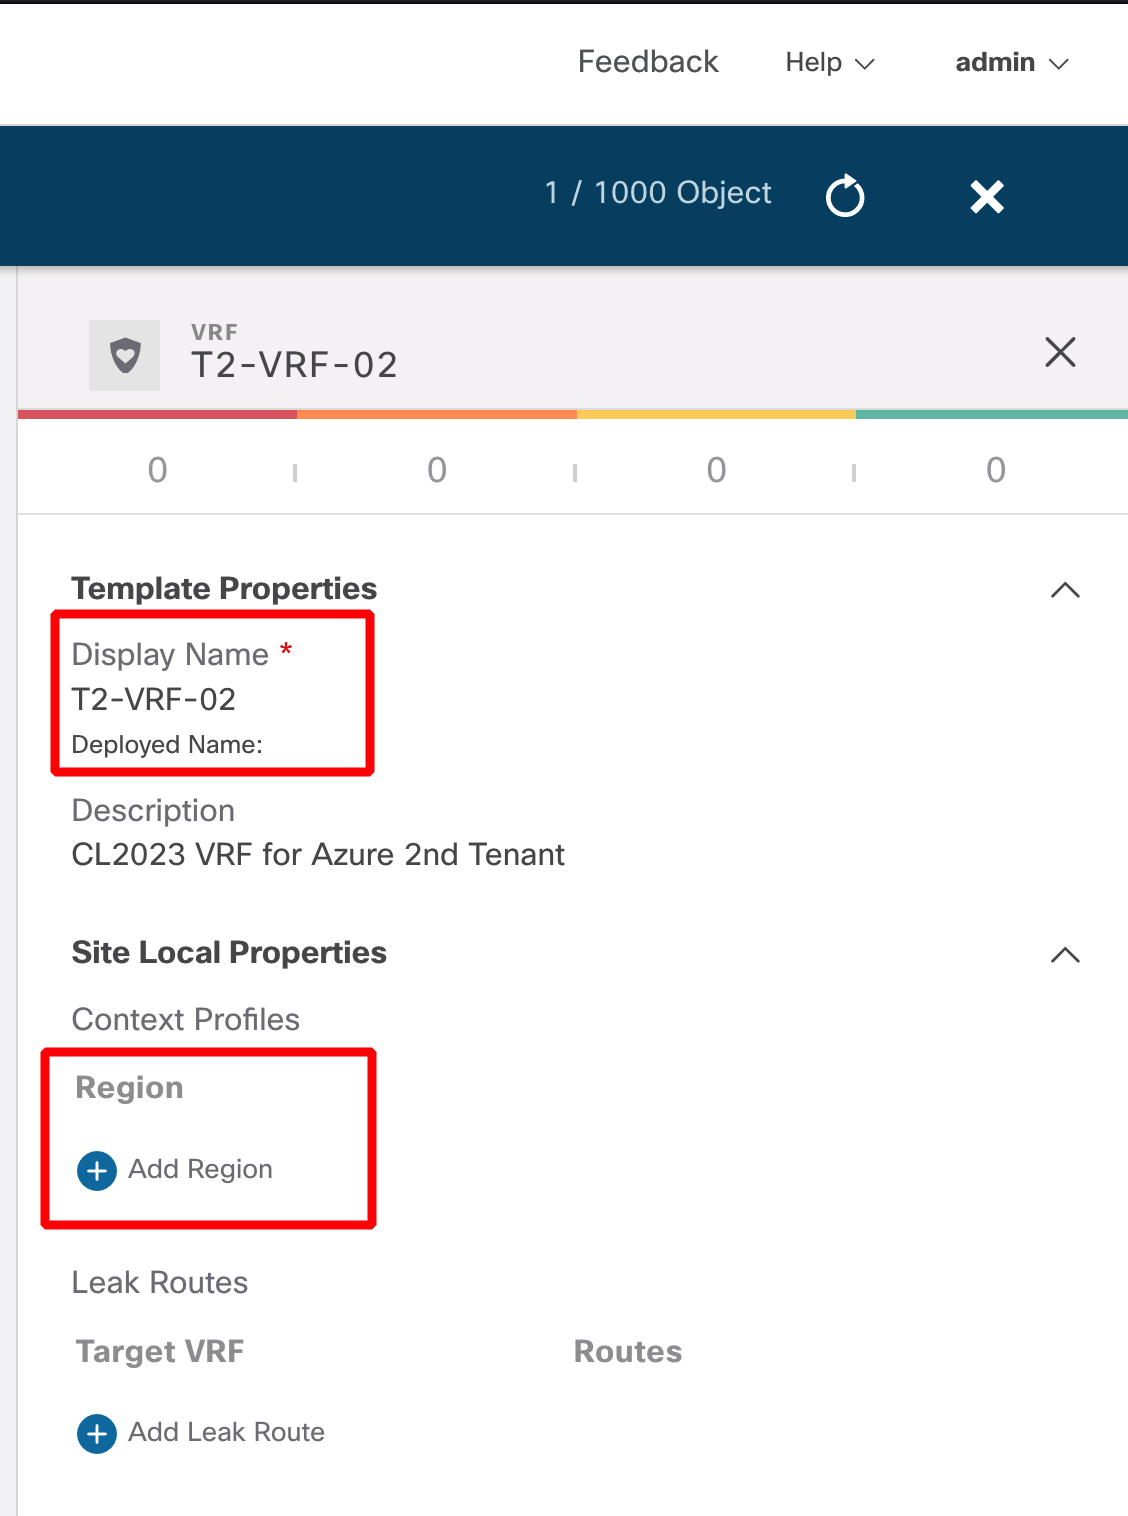 Feedback Help admin
1 / 1000 Object
VRF
T2-VRF-02
0 0 0 0
Template Properties
Display Name *
T2-VRF-02
Deployed Name:
Description
CL2023 VRF for Azure 2nd Tenant
Site Local Properties
Context Profiles
Region
Add Region
Leak Routes
Target VRF Routes
Add Leak Route